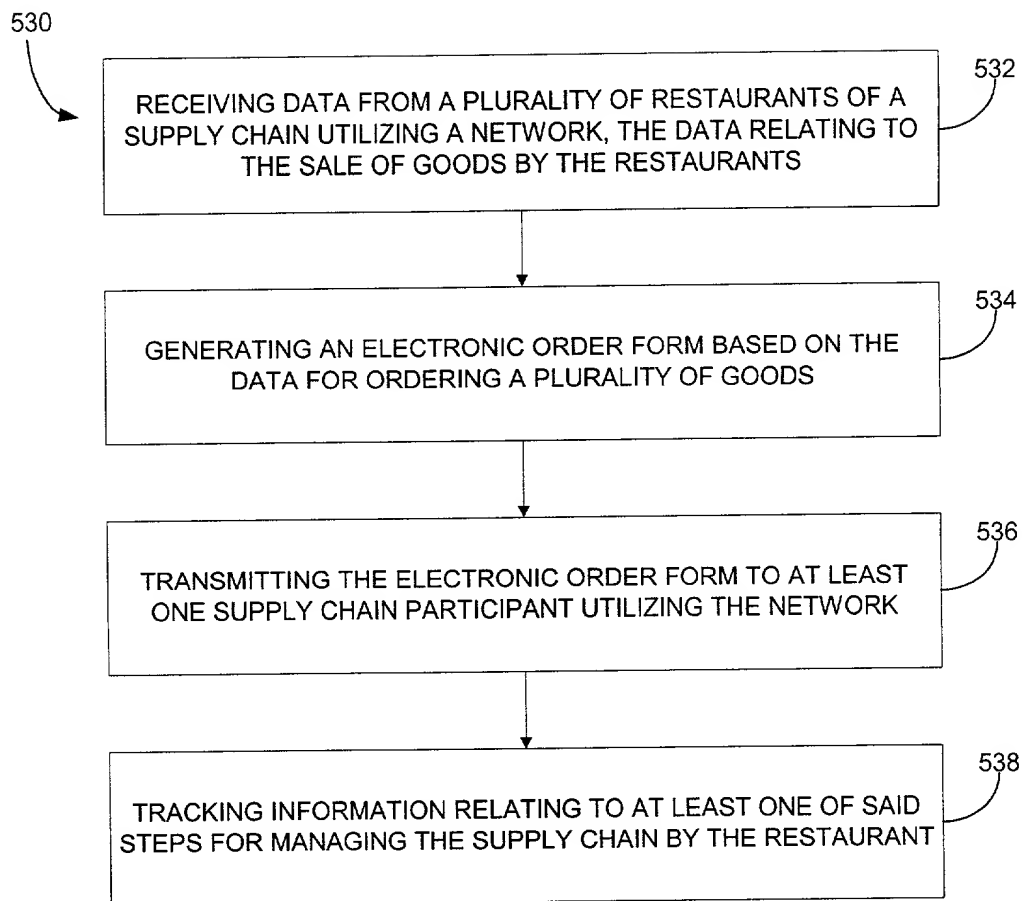 530
532
RECEIVING DATA FROM A PLURALITY OF RESTAURANTS OF A
SUPPLY CHAIN UTILIZING A NETWORK, THE DATA RELATING TO
THE SALE OF GOODS BY THE RESTAURANTS
534
GENERATING AN ELECTRONIC ORDER FORM BASED ON THE
DATA FOR ORDERING A PLURALITY OF GOODS
536
TRANSMITTING THE ELECTRONIC ORDER FORM TO AT LEAST
ONE SUPPLY CHAIN PARTICIPANT UTILIZING THE NETWORK
538
TRACKING INFORMATION RELATING TO AT LEAST ONE OF SAID
STEPS FOR MANAGING THE SUPPLY CHAIN BY THE RESTAURANT